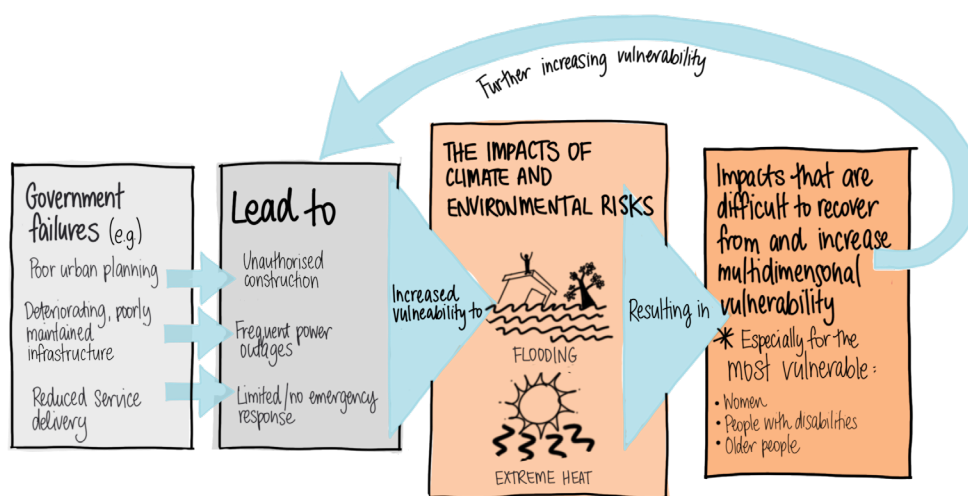 Further increasing vulnerability
Government
failures (e.g.)
Poor urban planning
Deteriorating, poorly
maintained
infrastructure
Reduced service
delivery
Lead to
Unauthorised
construction
Frequent power
outages
Limited/no emergency
response
Increased
vulneability to
THE IMPACTS OF
CLIMATE AND
ENVIRONMENTAL RISKS
FLOODING
EXTREME HEAT
Resulting in
Impacts that are
difficult to recover
from and increase
multidimensonal
vulnerability
* Especially for the
most vulnerable:
• Women
• People with disabilities
• Older people